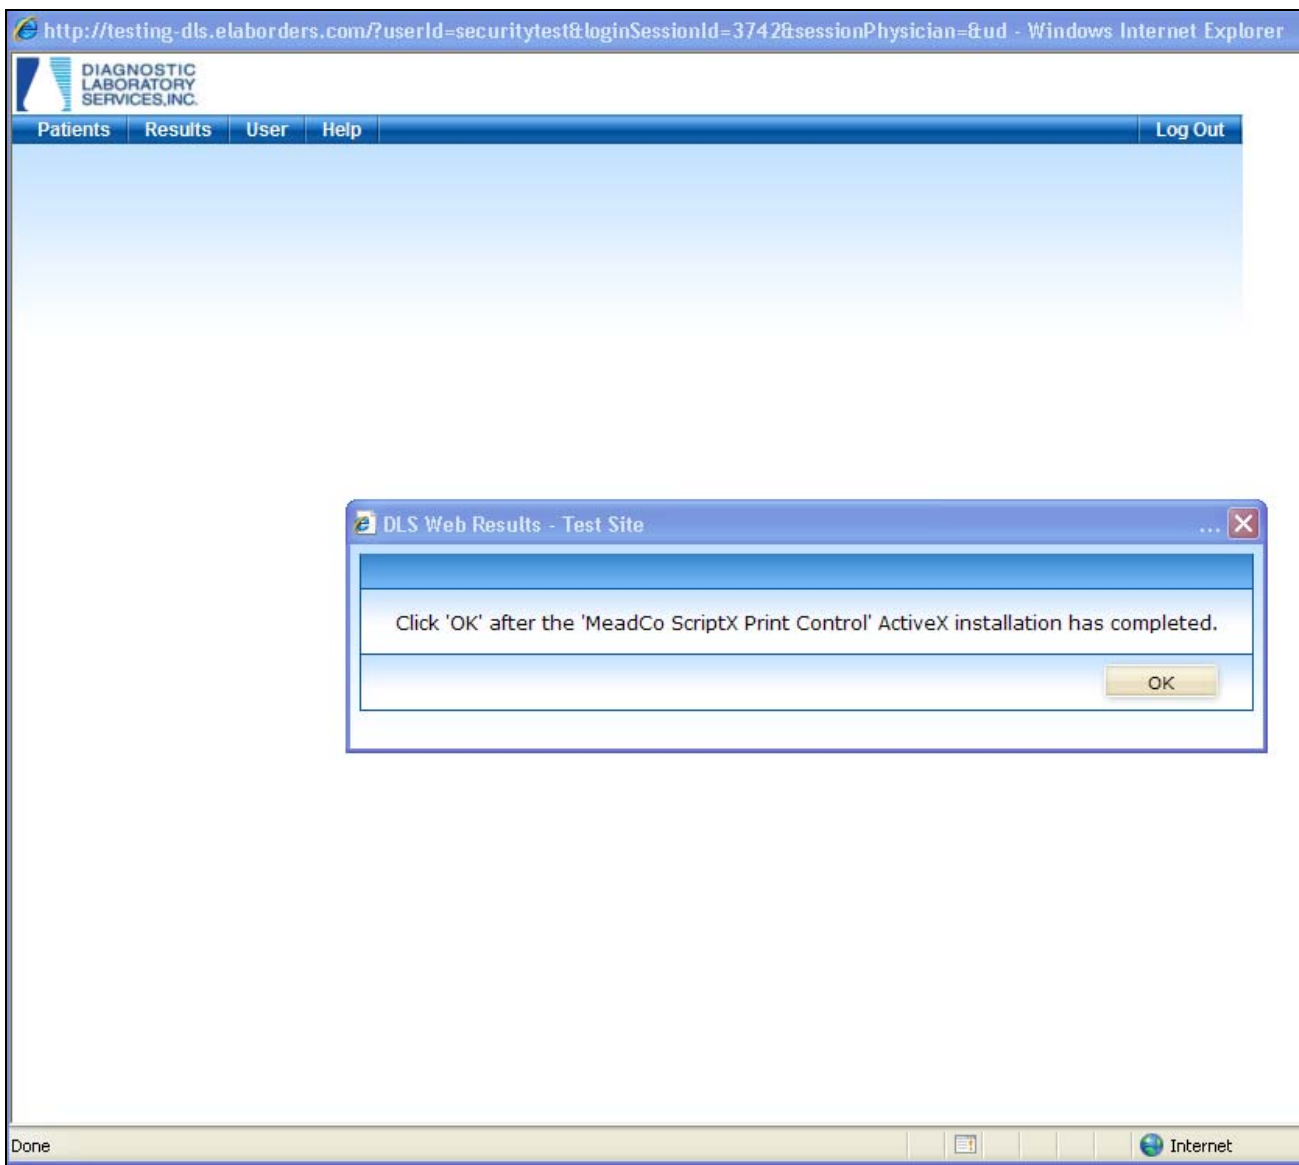 http://testing-dls.elaborders.com/?userId=securitytest&loginSessionId=3742&sessionPhysician=&ud - Windows Internet Explorer
DIAGNOSTIC
LABORATORY
SERVICES,INC.
Patients Results User Help Log Out
DLS Web Results - Test Site ...
Click 'OK' after the 'MeadCo ScriptX Print Control' ActiveX installation has completed.
OK
Done Internet